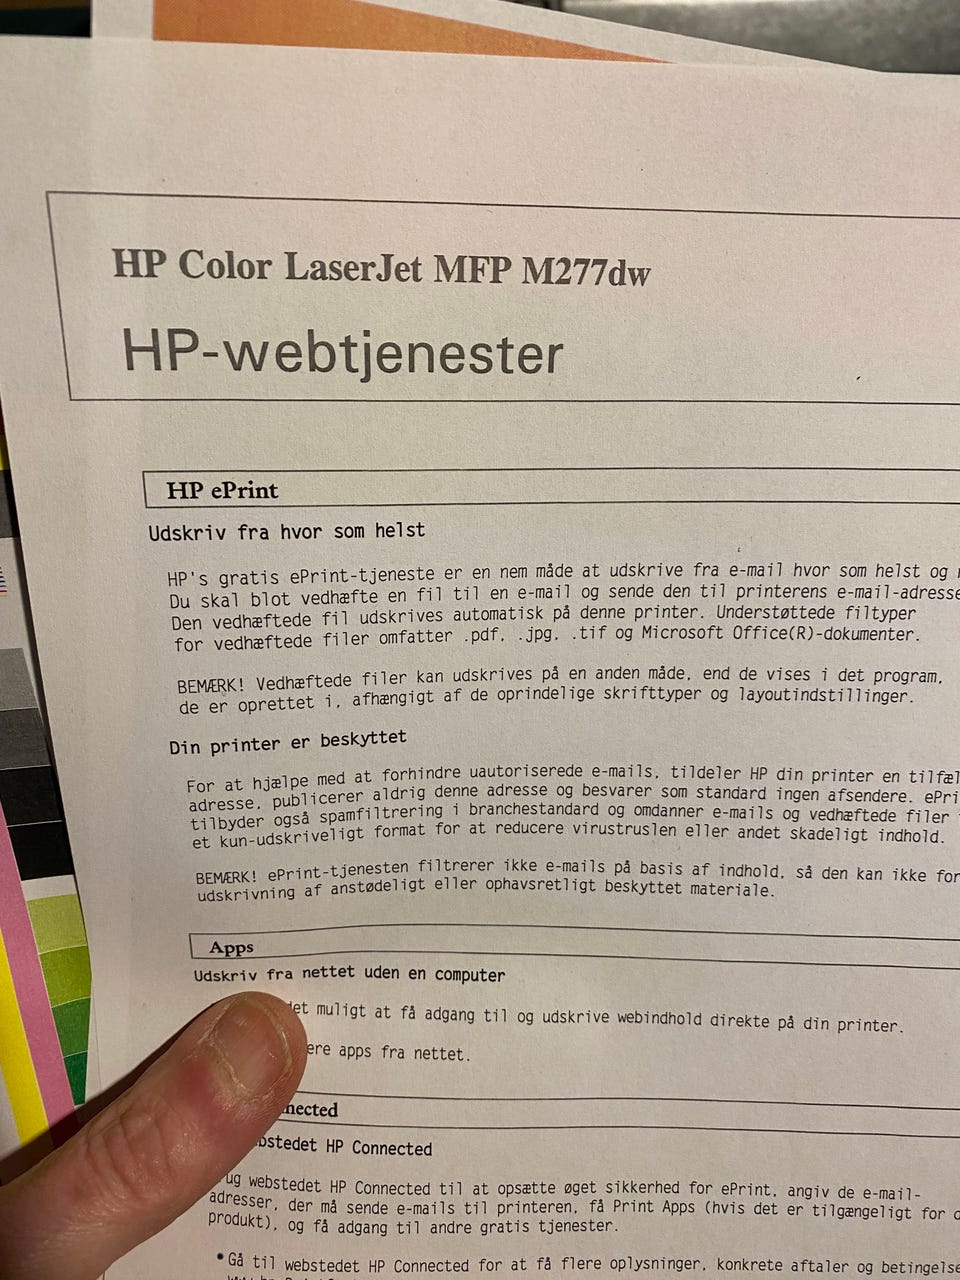 HP Color LaserJet MFP M277dw
HP-webtjenester
HP ePrint
Udskriv fra hvor som helst
HP's gratis ePrint-tjeneste er en nem måde at udskrive fra e-mail hvor som helst og
Du skal blot vedhæfte en fil til en e-mail og sende den til printerens e-mail-adresse
Den vedhæftede fil udskrives automatisk på denne printer. Understøttede filtyper
for vedhæftede filer omfatter .pdf, .jpg, .tif og Microsoft Office(R)-dokumenter.
BEMÆRK! Vedhæftede filer kan udskrives på en anden måde, end de vises i det program,
de er oprettet i, afhængigt af de oprindelige skrifttyper og layoutindstillinger.
Din printer er beskyttet
For at hjælpe med at forhindre uautoriserede e-mails, tildeler HP din printer en
adresse, publicerer aldrig denne adresse og besvarer som standard ingen afsendere.
tilbyder også spamfiltrering i branchestandard og omdanner e-mails og vedhæftede filer
et kun-udskriveligt format for at reducere virustruslen eller andet skadeligt indhold.
BEMÆRK! ePrint-tjenesten filtrerer ikke e-mails på basis af indhold, så den kan ikke
udskrivning af anstødeligt eller ophavsretligt beskyttet materiale.
Apps
Udskriv fra nettet uden en computer
muligt at få adgang til og udskrive webindhold direkte på din printer.
apps fra nettet.
HP Connected
webstedet HP Connected til at opsætte øget sikkerhed for ePrint, angiv de e-mail-
adresser, der må sende e-mails til printeren, få Print Apps (hvis det er tilgængeligt for
produkt), og få adgang til andre gratis tjenester.
• Gå til webstedet HP Connected for at få flere oplysninger, konkrete aftaler og